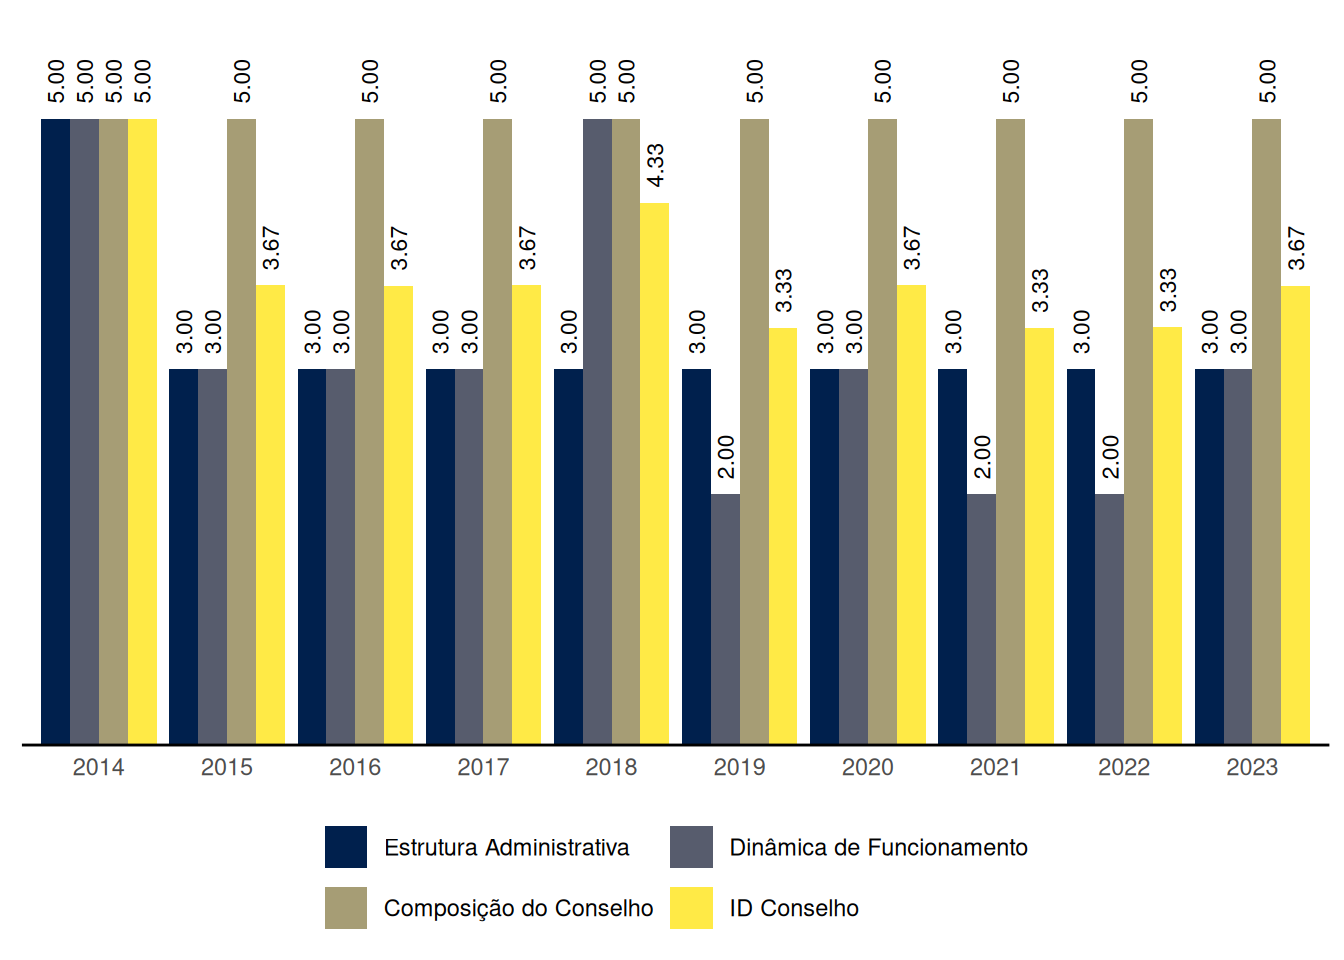 5.00 5.00 5.00 5.00 5.00 5.00 5.00 5.00 5.00 5.00 5.00 5.00 5.00 5.00
4.33
3.67 3.67 3.67 3.67 3.67
3.33 3.33 3.33
3.00 3.00 3.00 3.00 3.00 3.00 3.00 3.00 3.00 3.00 3.00 3.00 3.00 3.00
2.00 2.00 2.00
2014 2015 2016 2017 2018 2019 2020 2021 2022 2023
Estrutura Administrativa Dinâmica de Funcionamento
Composição do Conselho ID Conselho